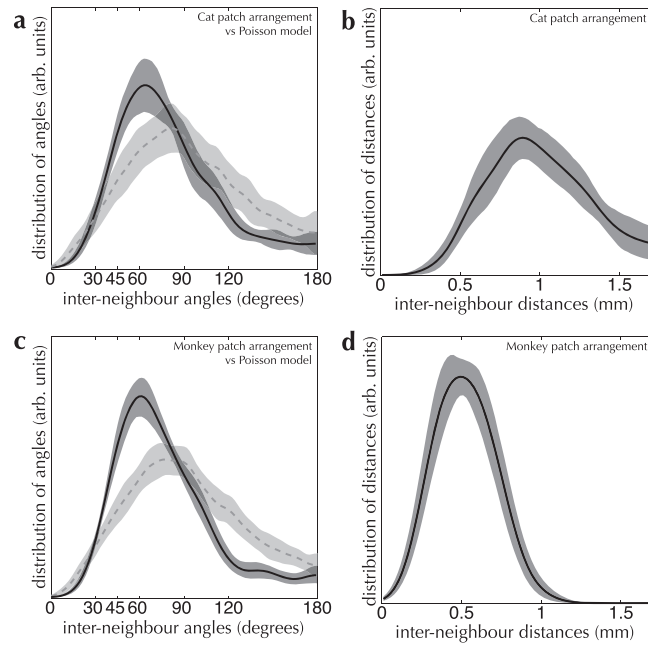 a
Cat patch arrangement
vs Poisson model
distribution of angles (arb. units)
0 30 45 60 90 120 180
inter-neighbour angles (degrees)
b
Cat patch arrangement
distribution of distances (arb. units)
0 0.5 1 1.5
inter-neighbour distances (mm)
c
Monkey patch arrangement
vs Poisson model
distribution of angles (arb. units)
0 30 45 60 90 120 180
inter-neighbour angles (degrees)
d
Monkey patch arrangement
distribution of distances (arb. units)
0 0.5 1 1.5
inter-neighbour distances (mm)